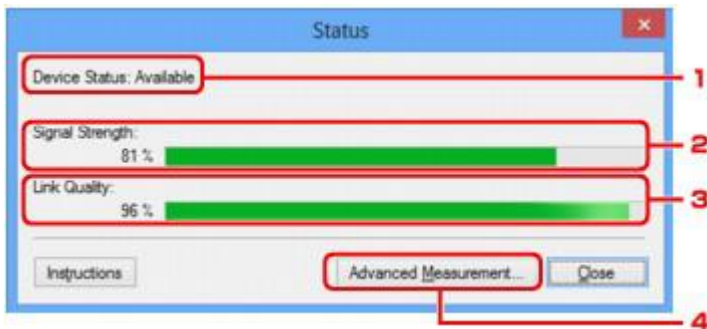 Status
Device Status: Available
1
Signal Strength:
81 %
2
Link Quality:
96 %
3
Instructions
Advanced Measurement...
Close
4